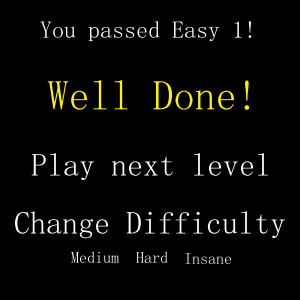 You passed Easy 1!
Well Done!
Play next level
Change Difficulty
Medium Hard Insane